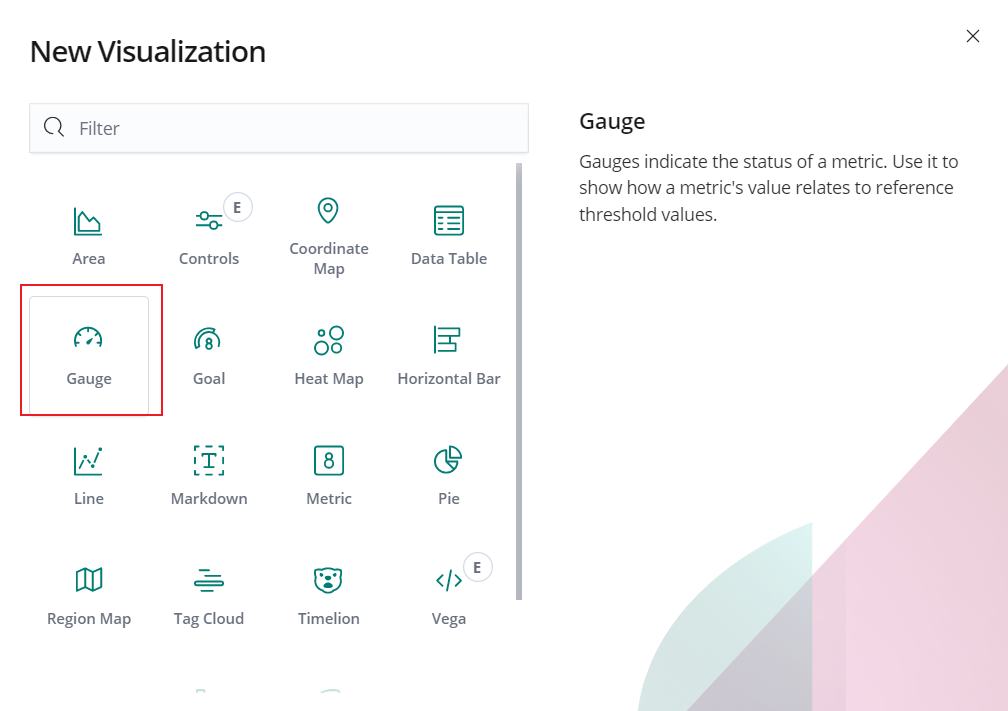 New Visualization
Filter
Gauge
Gauges indicate the status of a metric. Use it to
show how a metric's value relates to reference
threshold values.
E
Area
Controls
Coordinate
Map
Data Table
8
Gauge
Goal
Heat Map
Horizontal Bar
T
8
Line
Markdown
Metric
Pie
E
Region Map
Tag Cloud
Timelion
Vega